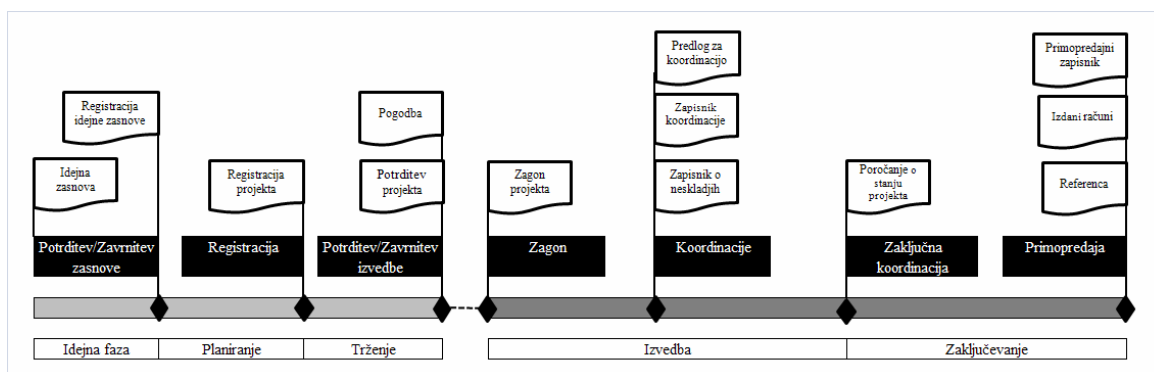 Predlog za
koordinacijo
Primopredajni
zapisnik
Registracija
idejne zasnove
Pogodba
Zapisnik
koordinacije
Izdani računi
Idejna
zasnova
Registracija
projekta
Potrditev
projekta
Zagon
projekta
Zapisnik o
neskladjih
Poročanje o
stanju
projekta
Referenca
Potrditev/Zavrnitev
zasnove
Registracija
Potrditev/Zavrnitev
izvedbe
Zagon
Koordinacije
Zaključna
koordinacija
Primopredaja
Idejna faza
Planiranje
Trženje
Izvedba
Zaključevanje